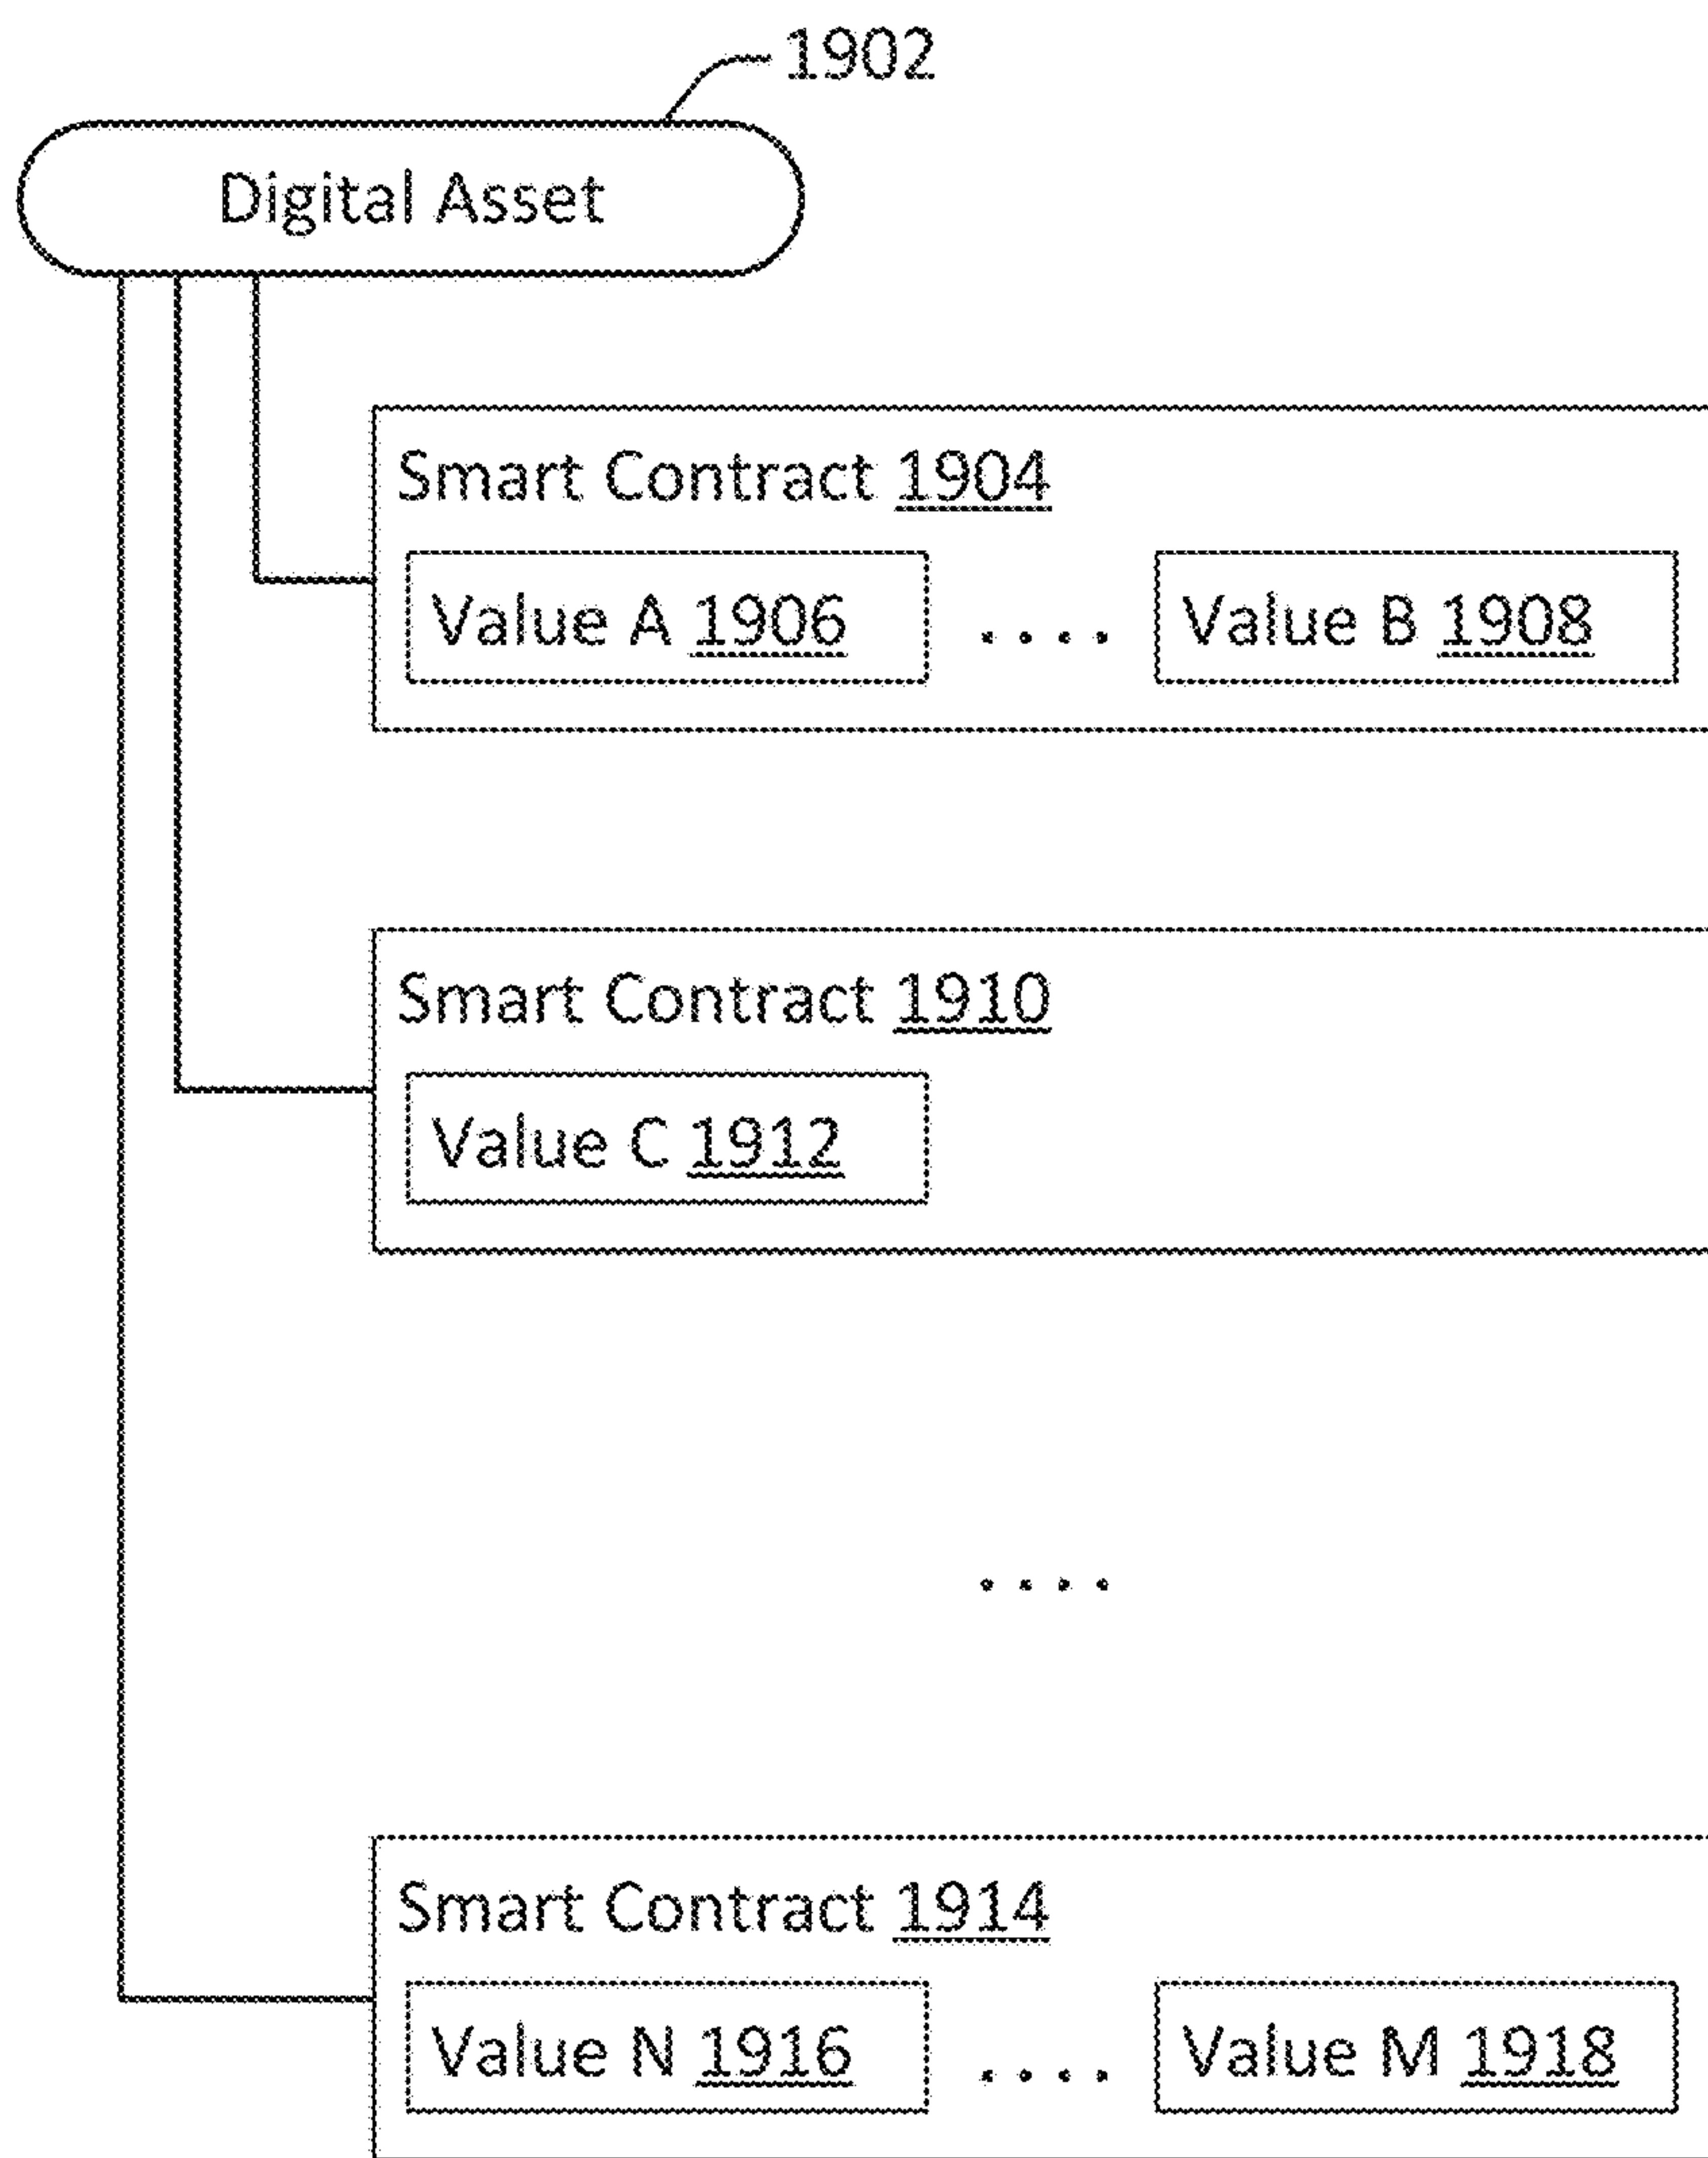 1902
Digital Asset
Smart Contract 1904
Value A 1906 .... Value B 1908
Smart Contract 1910
Value C 1912
....
Smart Contract 1914
Value N 1916 .... Value M 1918